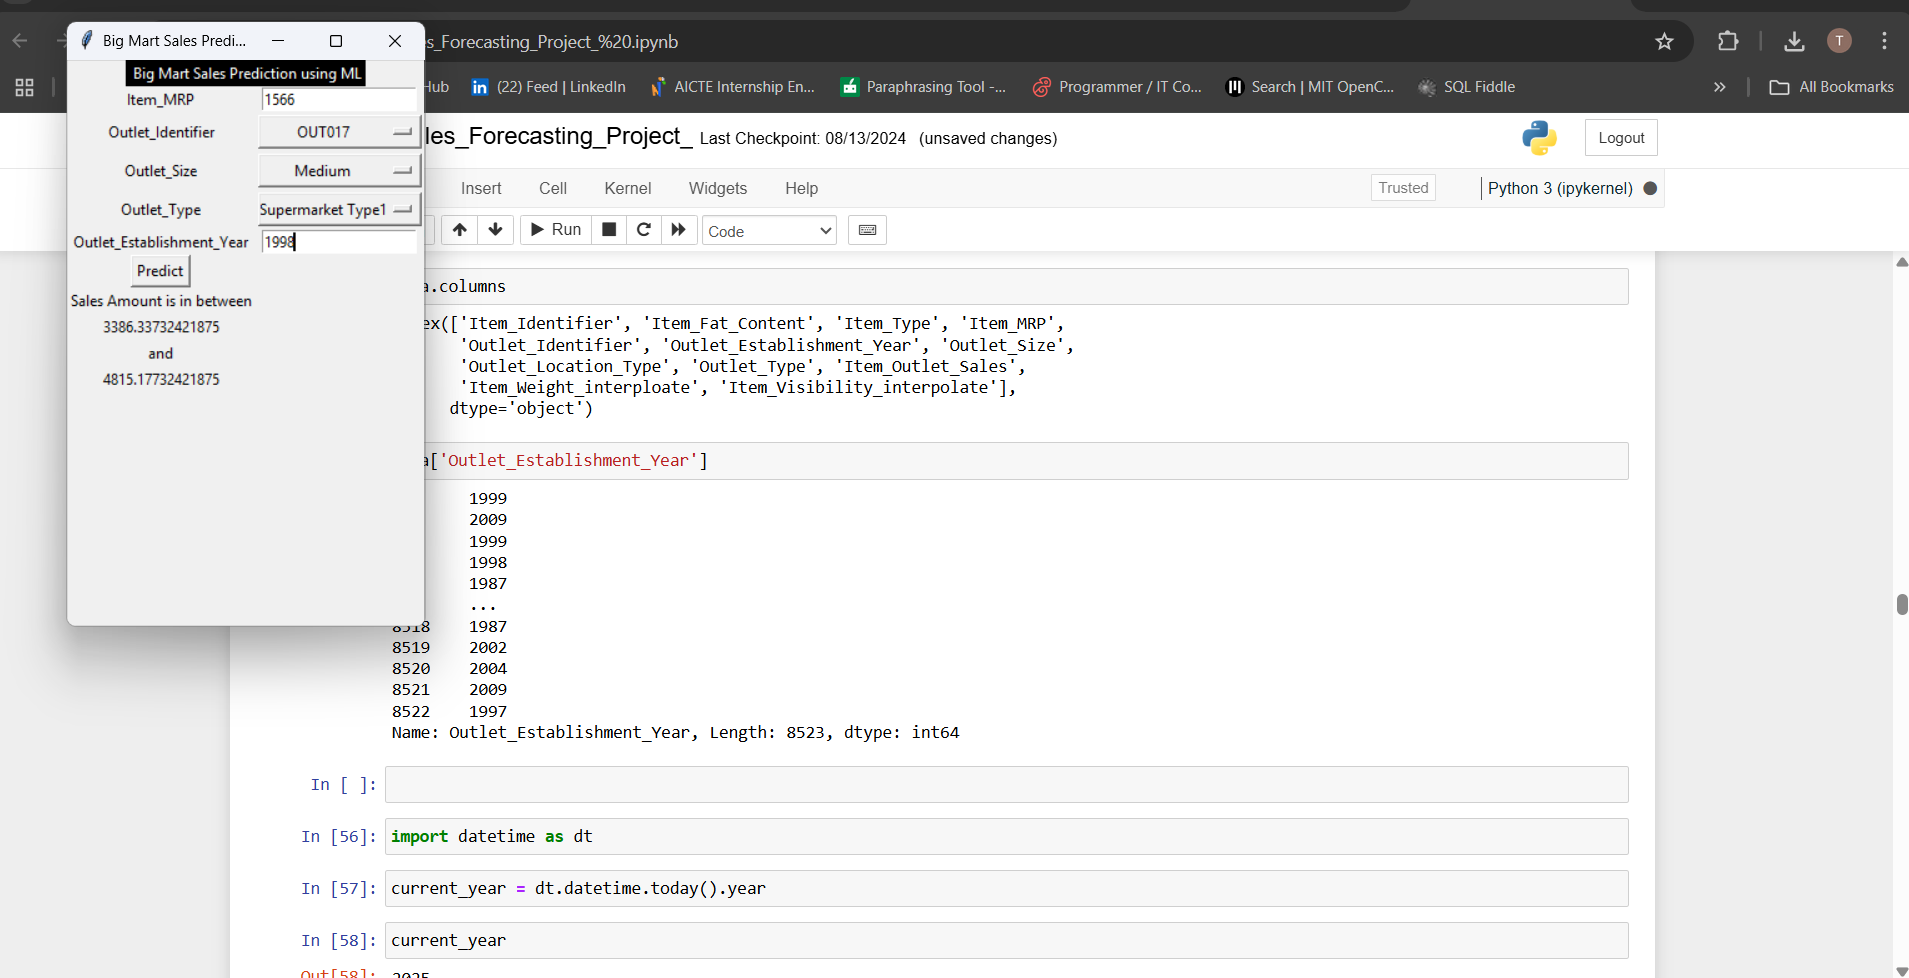 Big Mart Sales Predi...
Big Mart Sales Prediction using ML
Item_MRP 1566
Outlet_Identifier OUT017
Outlet_Size Medium
Outlet_Type Supermarket Type1
Outlet_Establishment_Year 1998
Predict
Sales Amount is in between
3386.33732421875
and
4815.17732421875
s_Forecasting_Project_%20.ipynb
T
Hub
(22) Feed | LinkedIn
AICTE Internship En...
Paraphrasing Tool -...
Programmer / IT Co...
Search | MIT OpenC...
SQL Fiddle
»
All Bookmarks
les_Forecasting_Project_ Last Checkpoint: 08/13/2024 (unsaved changes)
Logout
Insert Cell Kernel Widgets Help
Trusted Python 3 (ipykernel)
Run Code
a.columns
ex(['Item_Identifier', 'Item_Fat_Content', 'Item_Type', 'Item_MRP',
'Outlet_Identifier', 'Outlet_Establishment_Year', 'Outlet_Size',
'Outlet_Location_Type', 'Outlet_Type', 'Item_Outlet_Sales',
'Item_Weight_interploate', 'Item_Visibility_interpolate'],
dtype='object')
a['Outlet_Establishment_Year']
1999
2009
1999
1998
1987
...
8518 1987
8519 2002
8520 2004
8521 2009
8522 1997
Name: Outlet_Establishment_Year, Length: 8523, dtype: int64
In [ ]:
In [56]: import datetime as dt
In [57]: current_year = dt.datetime.today().year
In [58]: current_year
Out[58]: 2025